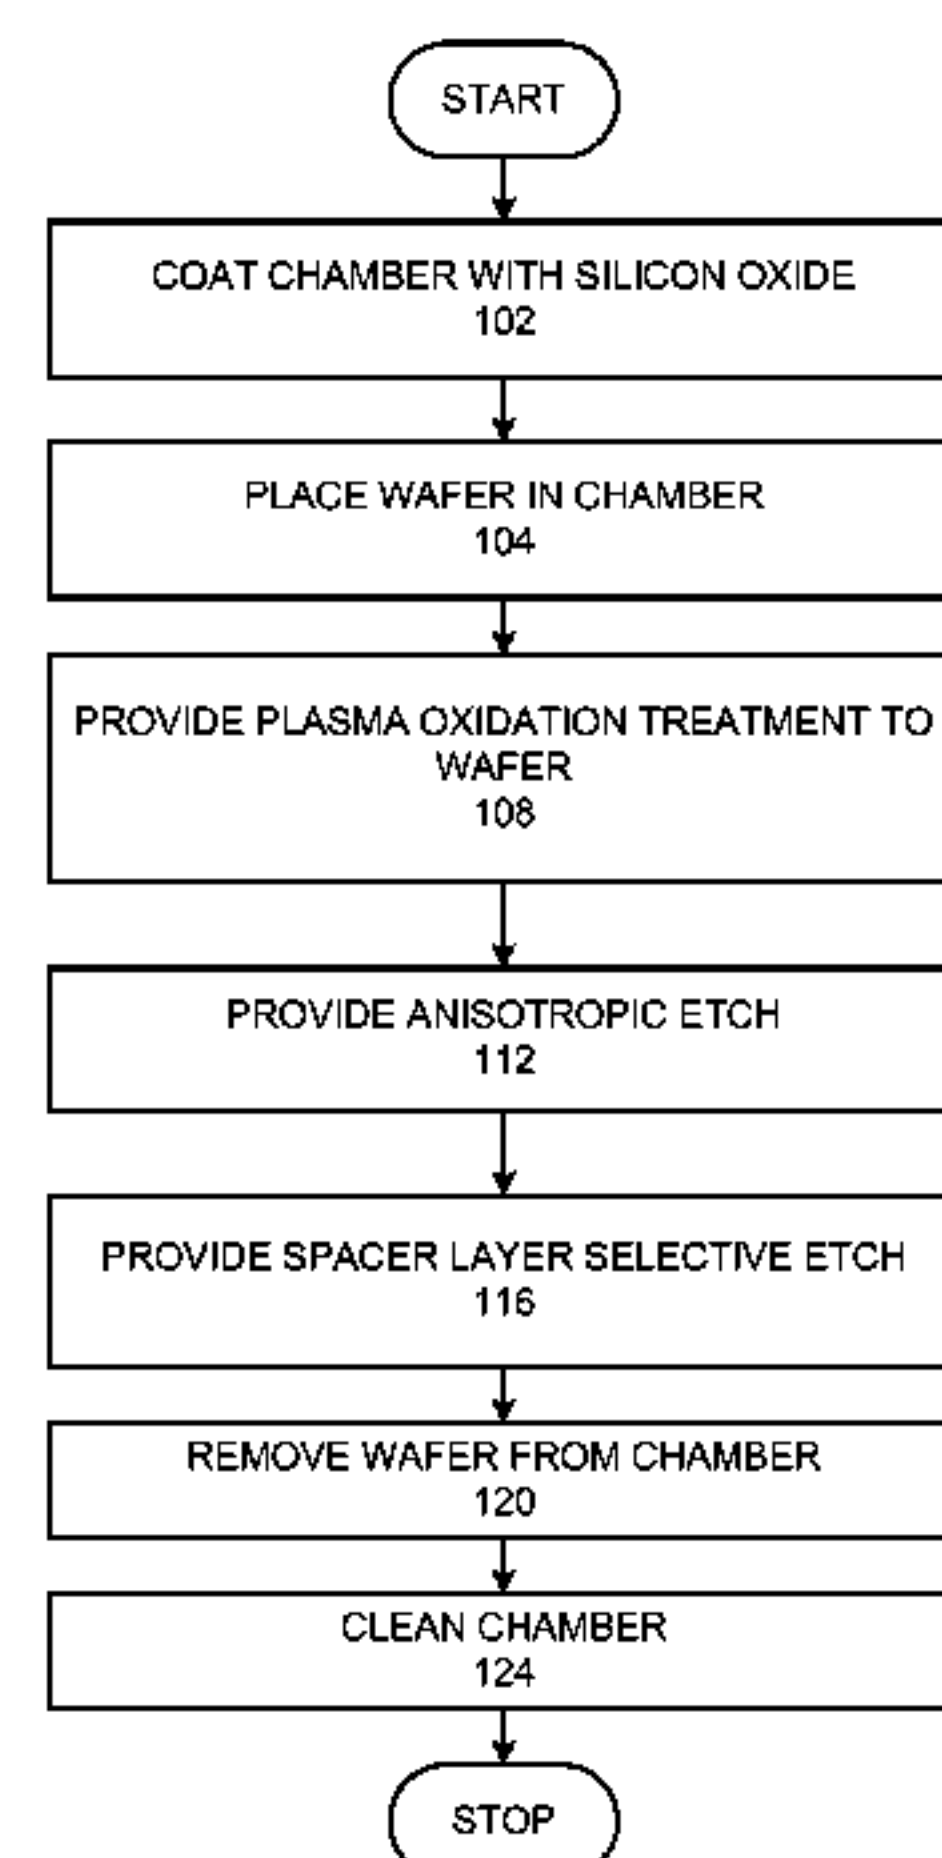 START
COAT CHAMBER WITH SILICON OXIDE
102
PLACE WAFER IN CHAMBER
104
PROVIDE PLASMA OXIDATION TREATMENT TO
WAFER
108
PROVIDE ANISOTROPIC ETCH
112
PROVIDE SPACER LAYER SELECTIVE ETCH
116
REMOVE WAFER FROM CHAMBER
120
CLEAN CHAMBER
124
STOP